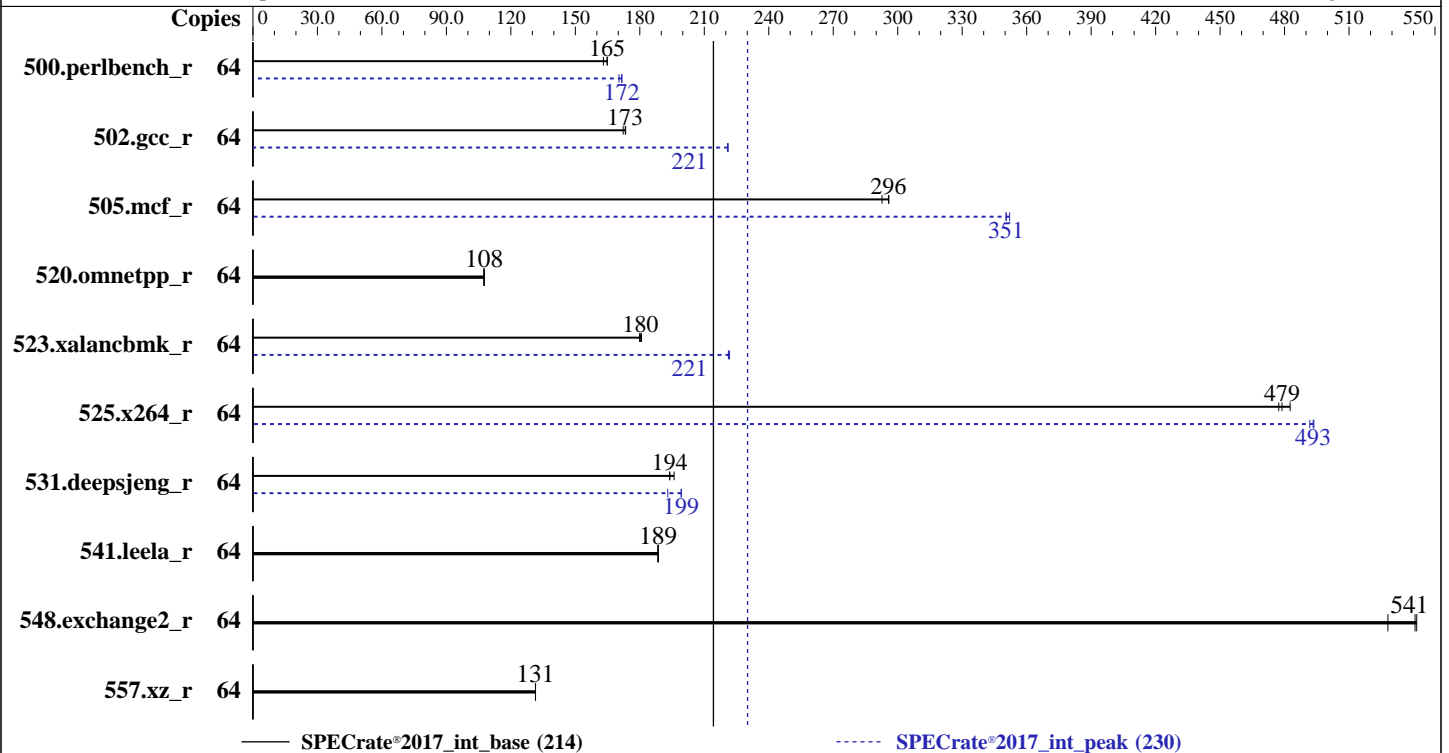 Copies 0 30.0 60.0 90.0 120 150 180 210 240 270 300 330 360 390 420 450 480 510 550
165
500.perlbench_r 64
172
173
502.gcc_r 64
221
296
505.mcf_r 64
351
108
520.omnetpp_r 64
180
523.xalancbmk_r 64
221
479
525.x264_r 64
493
194
531.deepsjeng_r 64
199
189
541.leela_r 64
541
548.exchange2_r 64
131
557.xz_r 64
SPECrate®2017_int_base (214) SPECrate®2017_int_peak (230)